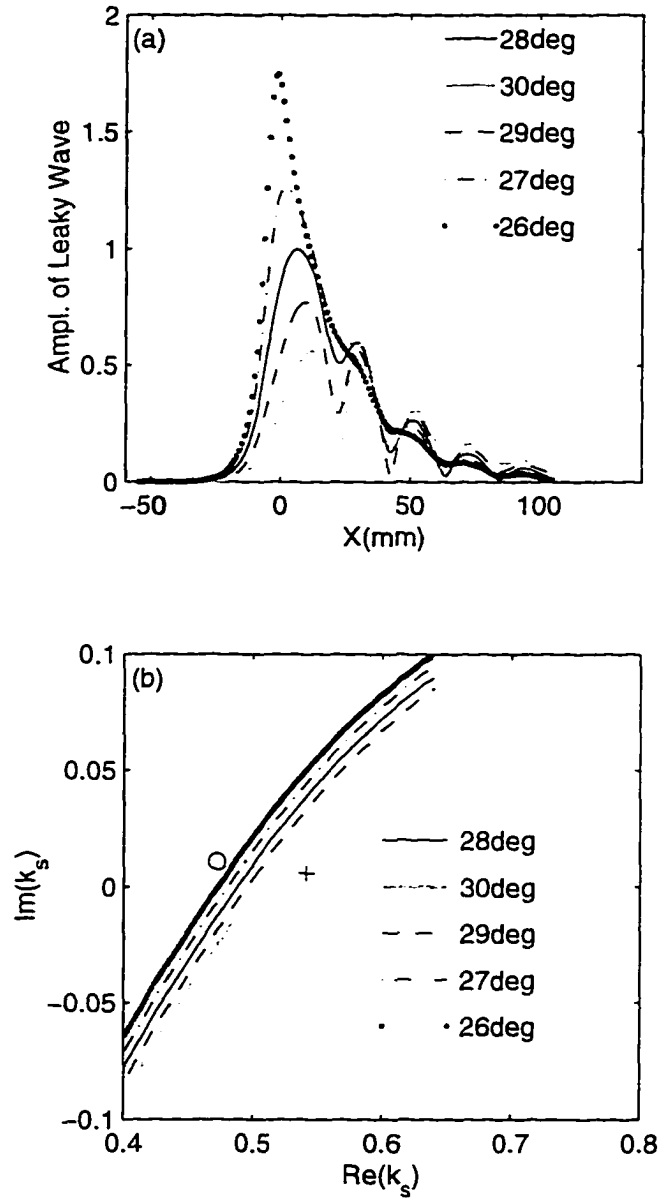 (a)
2
1.5
1
0.5
0
Ampl. of Leaky Wave
28deg
30deg
29deg
27deg
26deg
−50 0 50 100
X(mm)
(b)
0.1
0.05
0
−0.05
−0.1
Im(ks)
28deg
30deg
29deg
27deg
26deg
0.4 0.5 0.6 0.7 0.8
Re(ks)